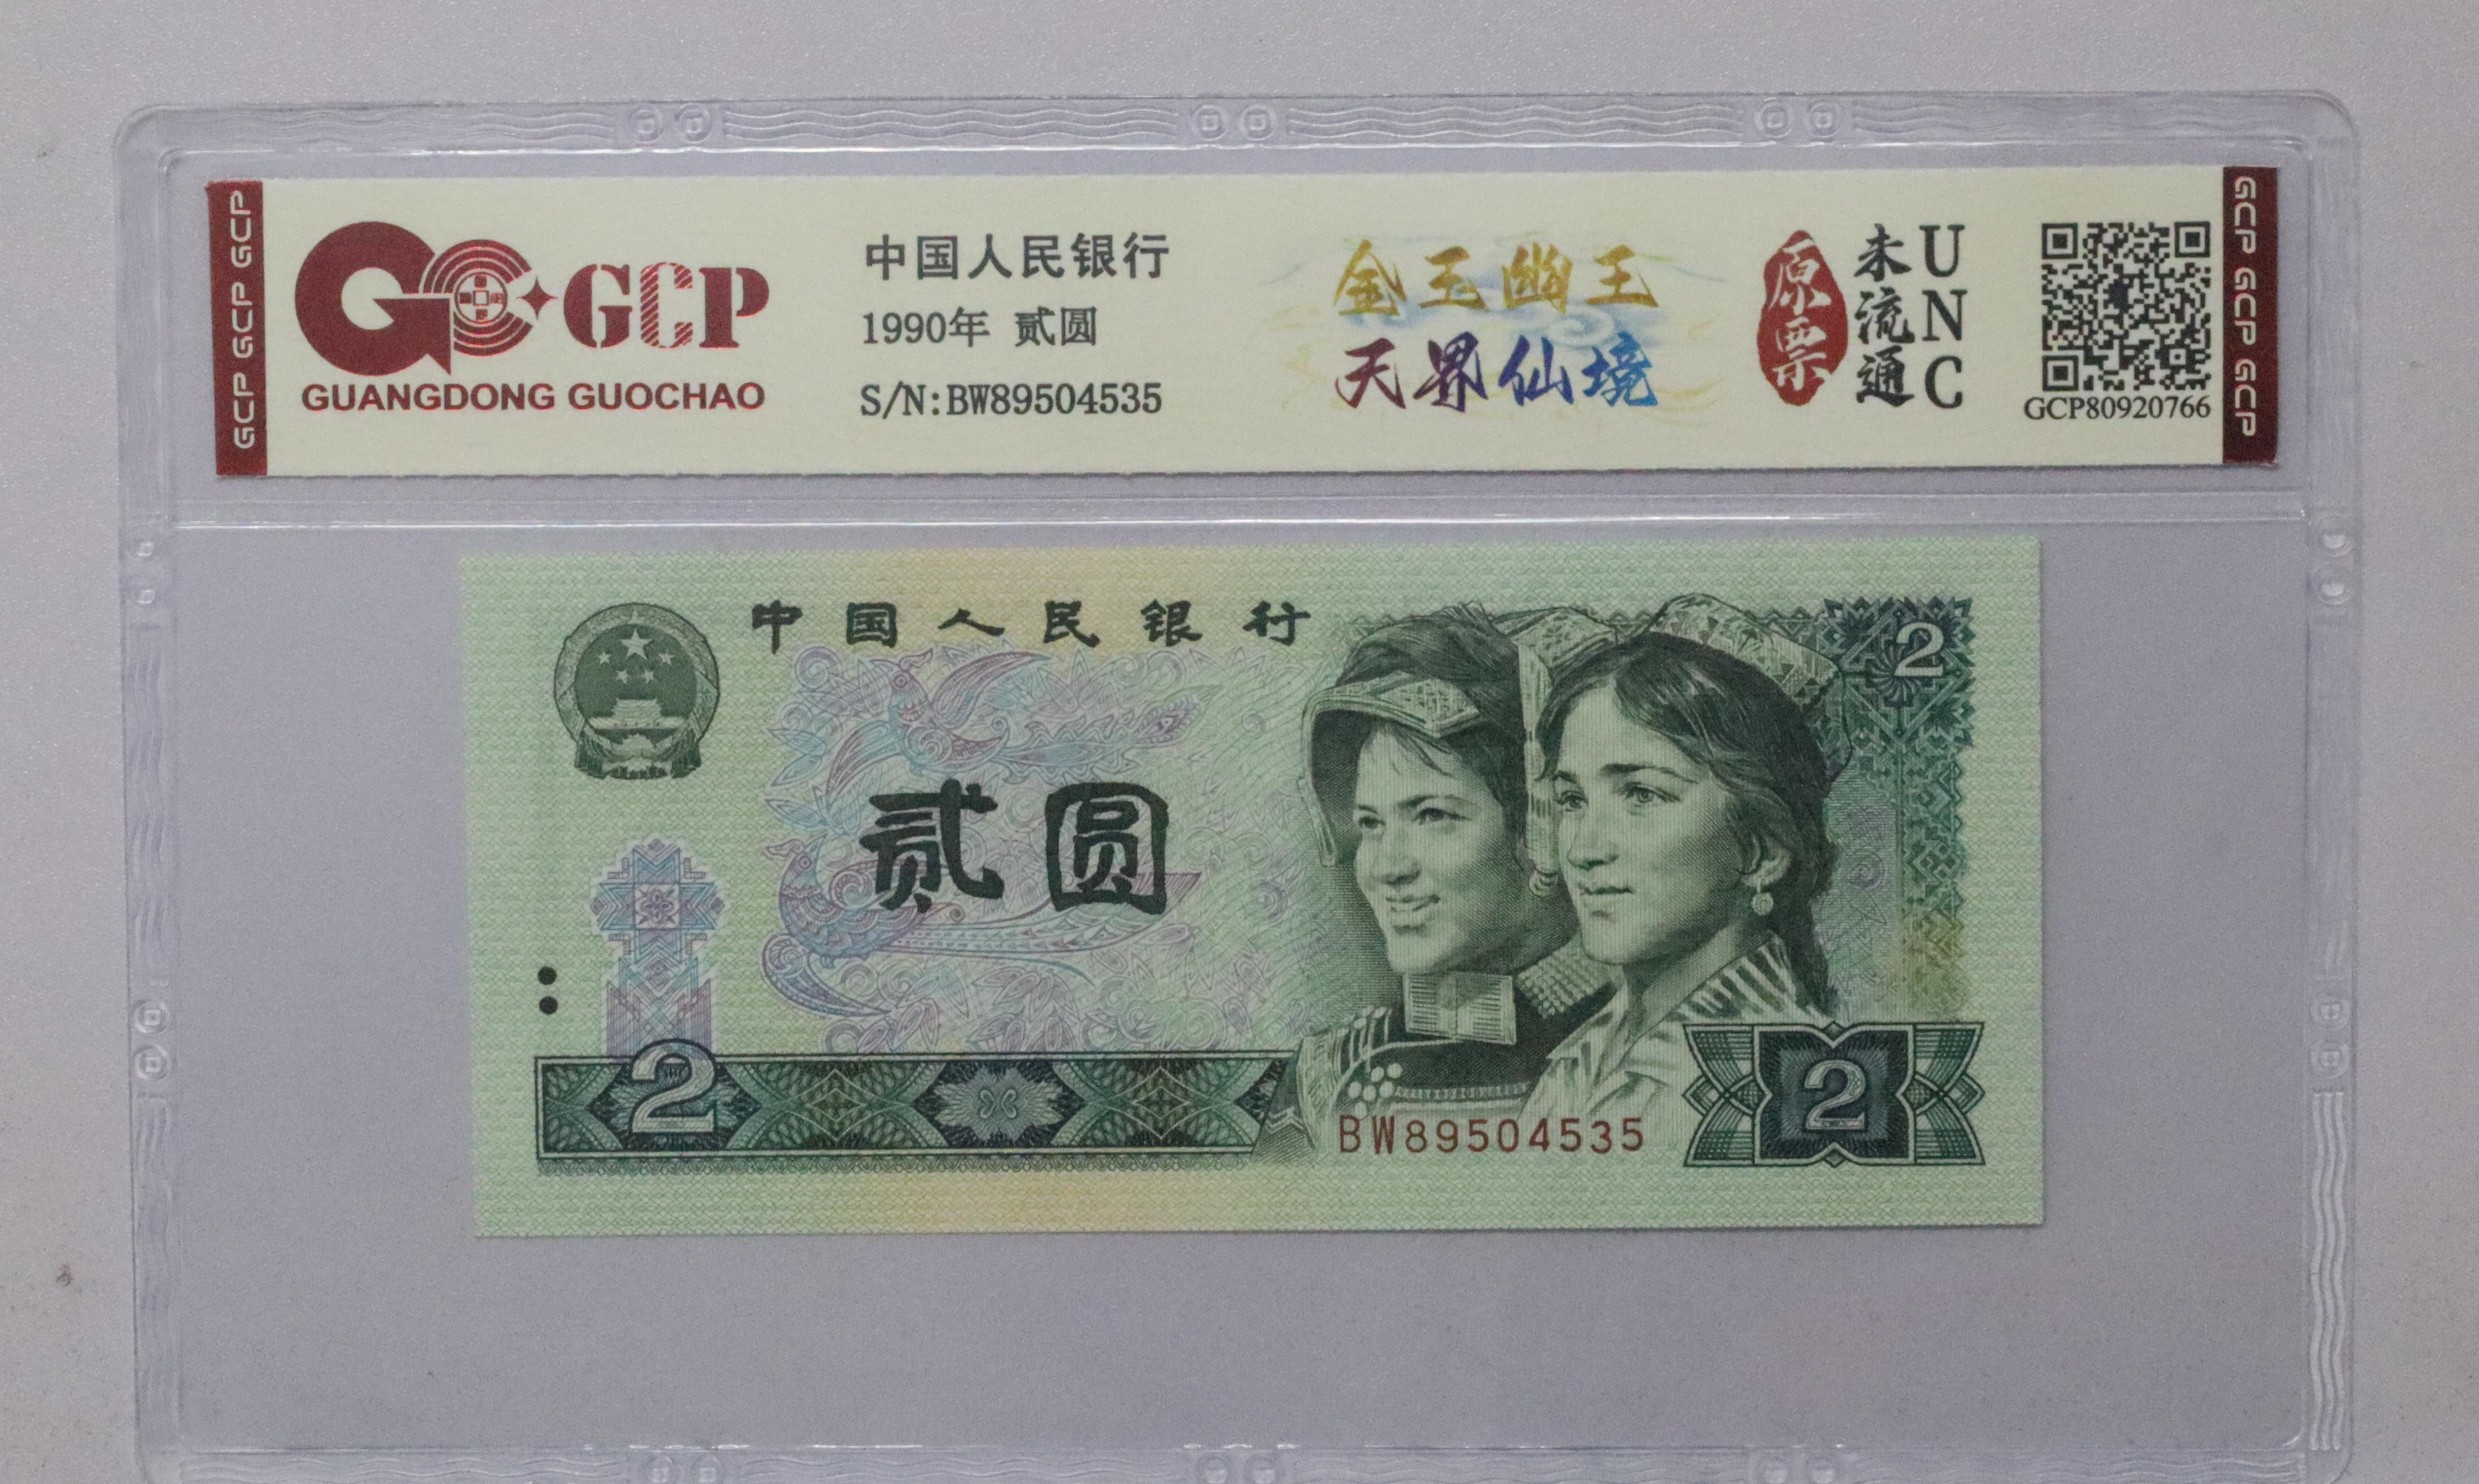 GCP GCP GCP
GCP
GUANGDONG GUOCHAO
中国人民银行
1990年 贰圆
S/N:BW89504535
金玉幽王
天界仙境
原票
未流通
UNC
GCP80920766
GCP GCP GCP
中国人民银行
2
贰圆
2
BW89504535
2